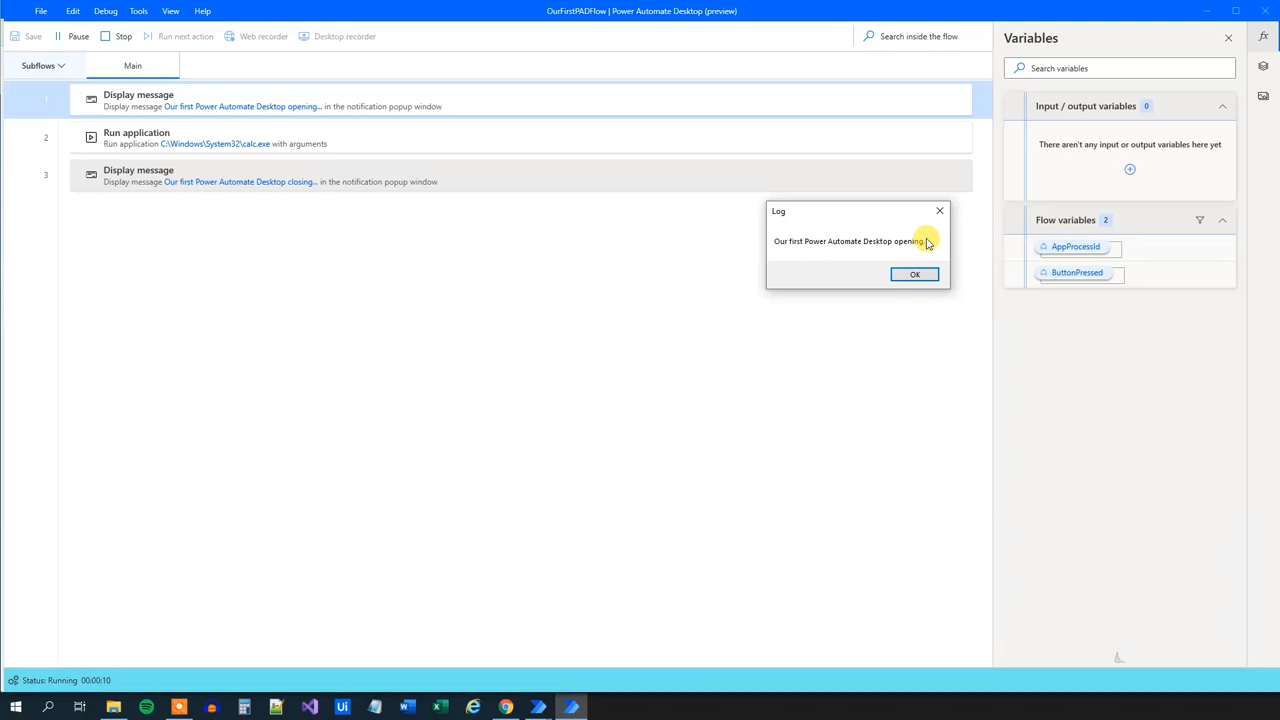 File Edit Debug Tools View Help OurFirstPADFlow | Power Automate Desktop (preview)
Save Pause Stop Run next action Web recorder Desktop recorder Search inside the flow
Subflows Main
1 Display message
Display message Our first Power Automate Desktop opening... in the notification popup window
2 Run application
Run application C:\Windows\System32\calc.exe with arguments
3 Display message
Display message Our first Power Automate Desktop closing... in the notification popup window
Log
Our first Power Automate Desktop opening
OK
Variables
Search variables
Input / output variables 0
There aren't any input or output variables here yet
Flow variables 2
AppProcessId
ButtonPressed
Status: Running 00:00:10
Ui